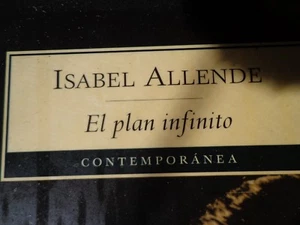 ISABEL ALLENDE
El plan infinito
CONTEMPORÁNEA